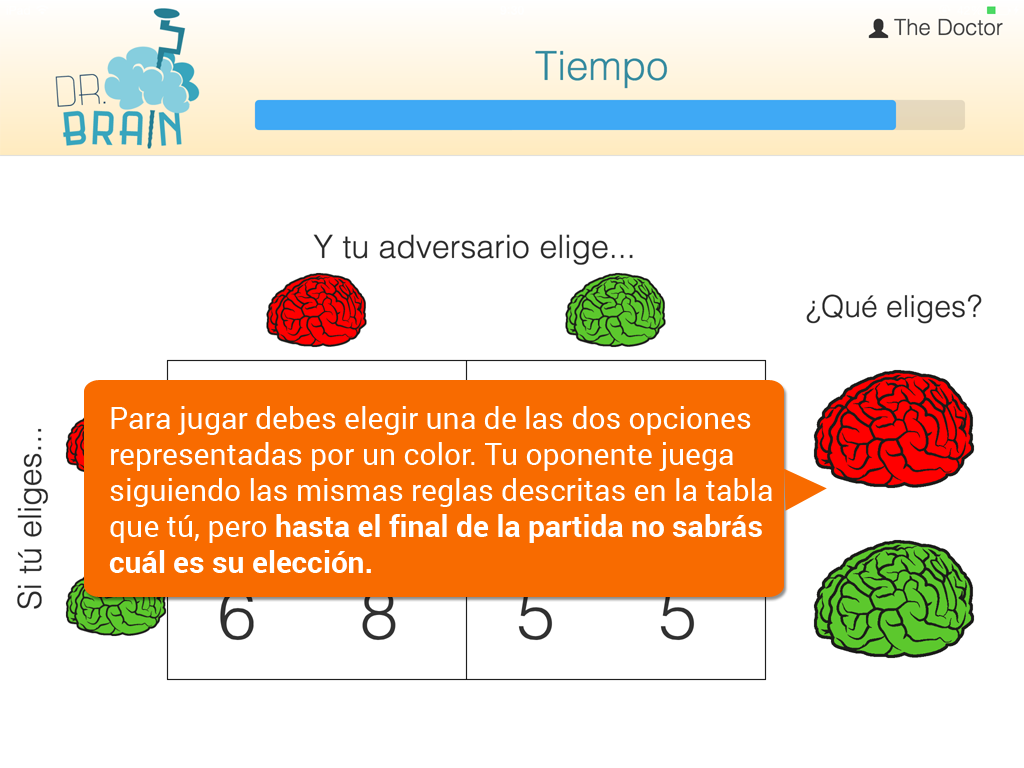 DR.
BRAIN
The Doctor
Tiempo
Y tu adversario elige...
¿Qué eliges?
Si tú eliges...
Para jugar debes elegir una de las dos opciones
representadas por un color. Tu oponente juega
siguiendo las mismas reglas descritas en la tabla
que tú, pero hasta el final de la partida no sabrás
cuál es su elección.
6 8 5 5